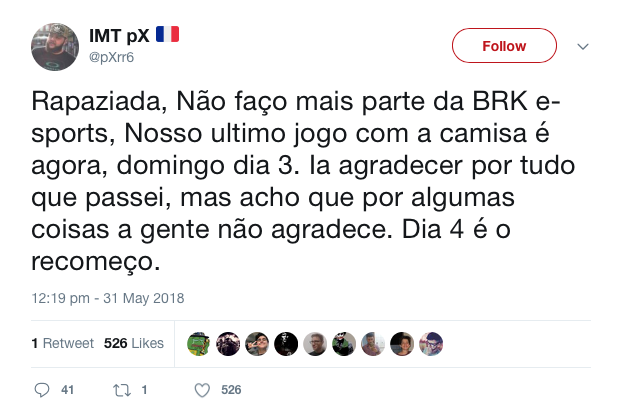 IMT pX 🇫🇷
@pXrr6
Follow
Rapaziada, Não faço mais parte da BRK e-
sports, Nosso ultimo jogo com a camisa é
agora, domingo dia 3. Ia agradecer por tudo
que passei, mas acho que por algumas
coisas a gente não agradece. Dia 4 é o
recomeço.
12:19 pm - 31 May 2018
1 Retweet 526 Likes
41 1 526